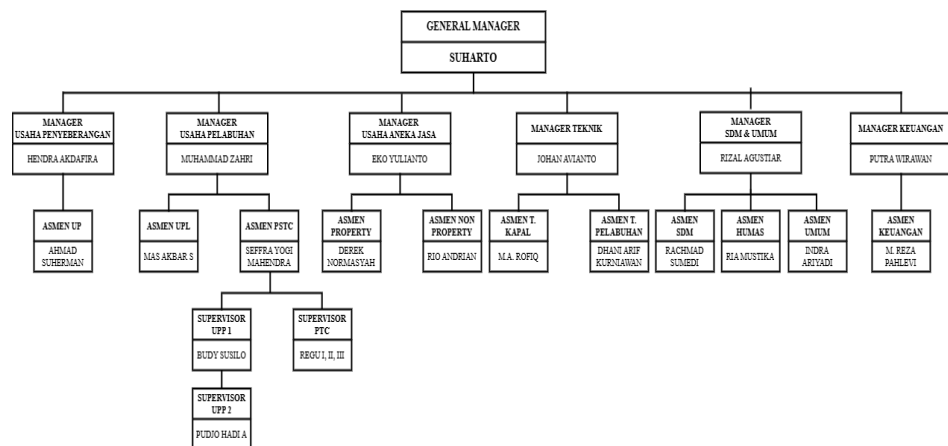 GENERAL MANAGER
SUHARTO
MANAGER
USAHA PENYEBERANGAN
HENDRA AKDAFIRA
MANAGER
USAHA PELABUHAN
MUHAMMAD ZAHRI
MANAGER
USAHA ANEKA JASA
EKO YULIANTO
MANAGER TEKNIK
JOHAN AVIANTO
MANAGER
SDM & UMUM
RIZAL AGUSTIAR
MANAGER KEUANGAN
PUTRA WIRAWAN
ASMEN UP
AHMAD
SUHERMAN
ASMEN UPL
MAS AKBAR S
ASMEN PSTC
SEFFRA YOGI
MAHENDRA
ASMEN
PROPERTY
DEREK
NORMASYAH
ASMEN NON
PROPERTY
RIO ANDRIAN
ASMEN T.
KAPAL
M.A. ROFIQ
ASMEN T.
PELABUHAN
DHANI ARIF
KURNIAWAN
ASMEN
SDM
RACHMAD
SUMEDI
ASMEN
HUMAS
RIA MUSTIKA
ASMEN
UMUM
INDRA
ARIYADI
ASMEN
KEUANGAN
M. REZA
PAHLEVI
SUPERVISOR
UPP 1
BUDY SUSILO
SUPERVISOR
PTC
REGU I, II, III
SUPERVISOR
UPP 2
PUDJO HADI A